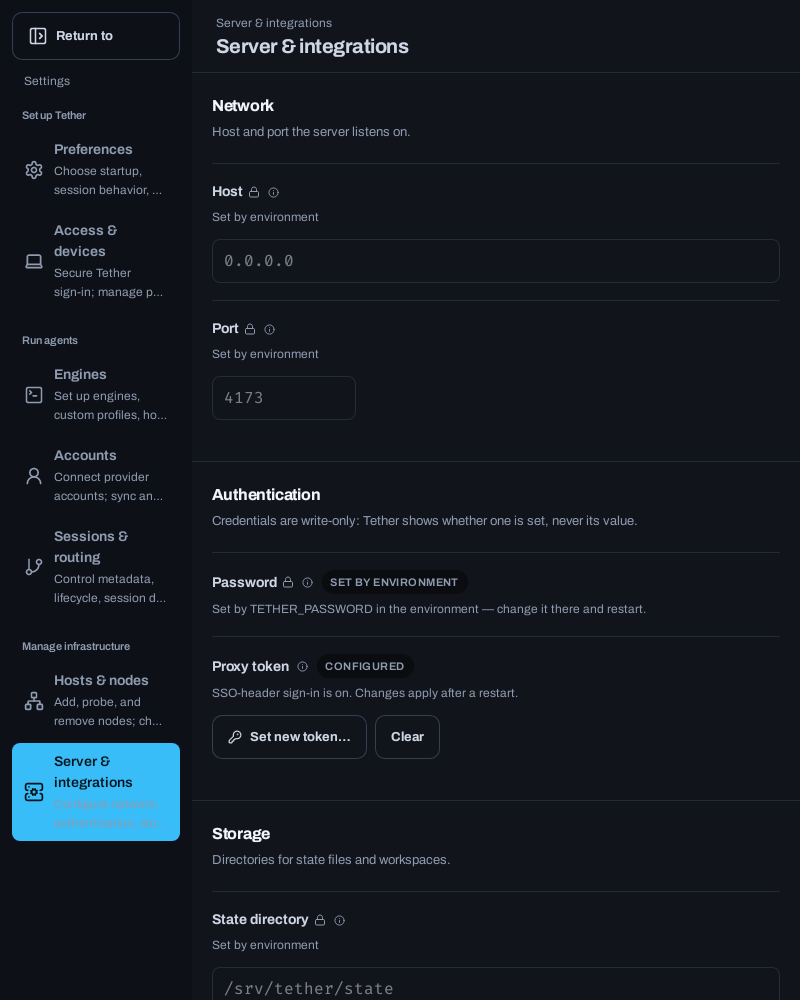 Return to
Settings
Set up Tether
Preferences
Choose startup,
session behavior, ...
Access &
devices
Secure Tether
sign-in; manage p...
Run agents
Engines
Set up engines,
custom profiles, ho...
Accounts
Connect provider
accounts; sync an...
Sessions &
routing
Control metadata,
lifecycle, session d...
Manage infrastructure
Hosts & nodes
Add, probe, and
remove nodes; ch...
Server &
integrations
Server & integrations
Server & integrations
Network
Host and port the server listens on.
Host
Set by environment
0.0.0.0
Port
Set by environment
4173
Authentication
Credentials are write-only: Tether shows whether one is set, never its value.
Password SET BY ENVIRONMENT
Set by TETHER_PASSWORD in the environment — change it there and restart.
Proxy token CONFIGURED
SSO-header sign-in is on. Changes apply after a restart.
Set new token... Clear
Storage
Directories for state files and workspaces.
State directory
Set by environment
/srv/tether/state